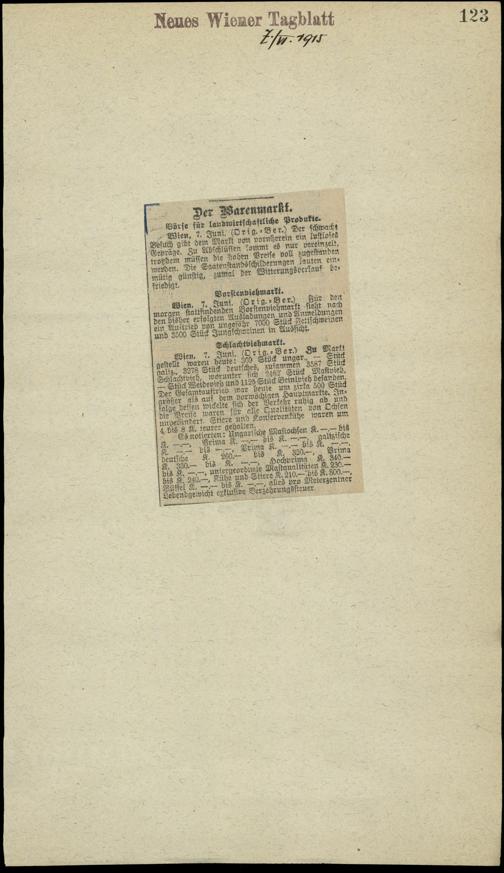 Neues Wiener Tagblatt
123
7./VI. 1915
Der Warenmarkt.
Börse für landwirtschaftliche Produkte.
Wien, 7. Juni. (Orig.-Ber.) Der schwache
Besuch gibt dem Markt von vornherein ein lustloses
Gepräge. Zu Abschlüssen kommt es nur vereinzelt,
trotzdem müssen die hohen Preise voll zugestanden
werden. Die Saatenstandsschilderungen lauten ein-
mütig günstig, zumal der Witterungsverlauf be-
friedigt.
Borstenviehmarkt.
Wien, 7. Juni. (Orig.-Ber.) Für den
morgen stattfindenden Borstenviehmarkt steht nach
den bisher erfolgten Ausladungen und Anmeldungen
ein Auftrieb von ungefähr 7000 Stück Fettschweinen
und 3500 Stück Jungschweinen in Aussicht.
Schlachtviehmarkt.
Wien, 7. Juni. (Orig.-Ber.) Zu Markt
gestellt waren heute: 309 Stück ungar., — Stück
galiz., 3278 Stück deutsches, zusammen 3587 Stück
Schlachtvieh, worunter sich 2462 Stück Mastvieh,
— Stück Weidevieh und 1125 Stück Beinlvieh befanden.
Der Gesamtauftrieb war heute um zirka 500 Stück
größer als auf dem vorwöchigen Hauptmarkte. In-
folge dessen wickelte sich der Verkehr ruhig ab und
die Preise waren für alle Qualitäten von Ochsen
unverändert. Stiere und Konservenkühe waren um
4 bis 8 K. teurer gehalten.
Es notierten: Ungarische Mastochsen K. —.— bis
K. —.—, Prima K. —.— bis K. —.—, galizische
K. —.— bis —.—, Prima K. —.— bis K. —.—,
deutsche K. 260.— bis K. 320.—, Prima
K. 330.— bis K. —.—, Hochprima K. 340.—
bis K. —.—, untergeordnete Mastqualitäten K. 230.—
bis K. 240.—, Kühe und Stiere K. 210.— bis K. 300.—,
Büffel K. —.— bis K. —.—, alles pro Meterzentner
Lebendgewicht exklusive Verzehrungssteuer.